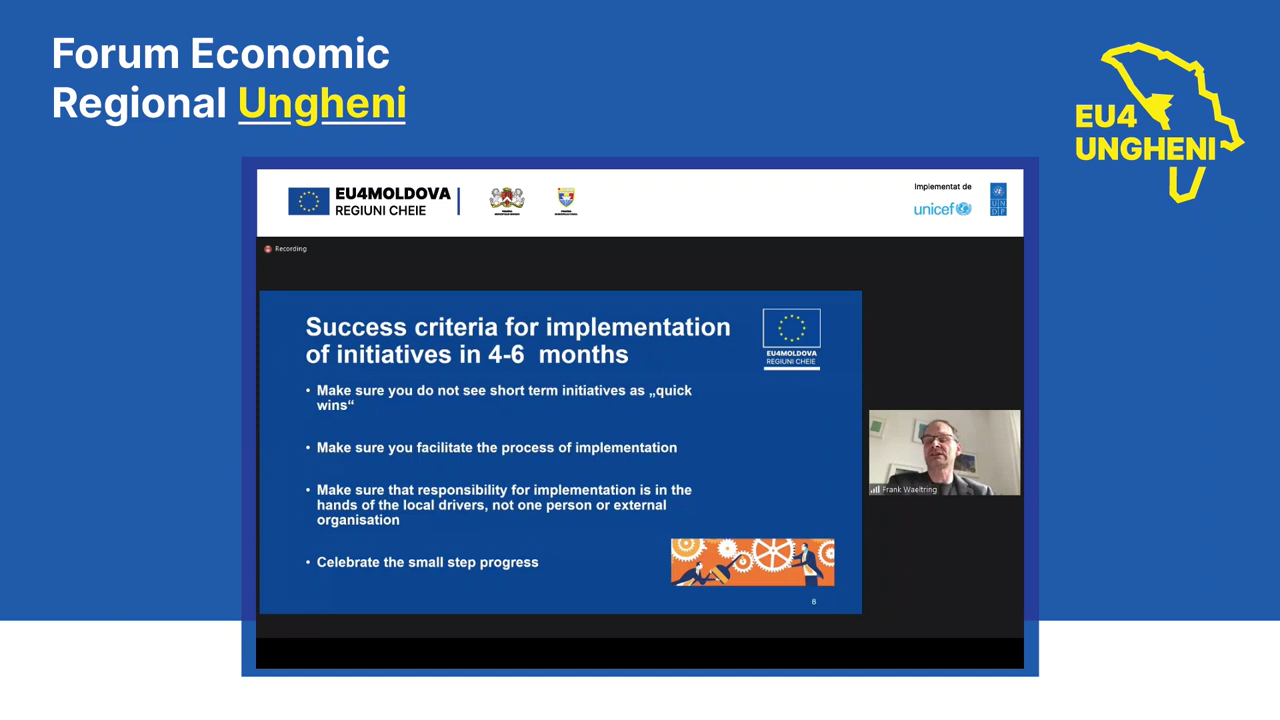 Forum Economic
Regional Ungheni
EU4
UNGHENI
EU4MOLDOVA
REGIUNI CHEIE
Implementat de
unicef
U N
D P
Recording
Success criteria for implementation
of initiatives in 4-6 months
EU4MOLDOVA
REGIUNI CHEIE
• Make sure you do not see short term initiatives as „quick
wins“
• Make sure you facilitate the process of implementation
• Make sure that responsibility for implementation is in the
hands of the local drivers, not one person or external
organisation
• Celebrate the small step progress
8
Frank Waeltring